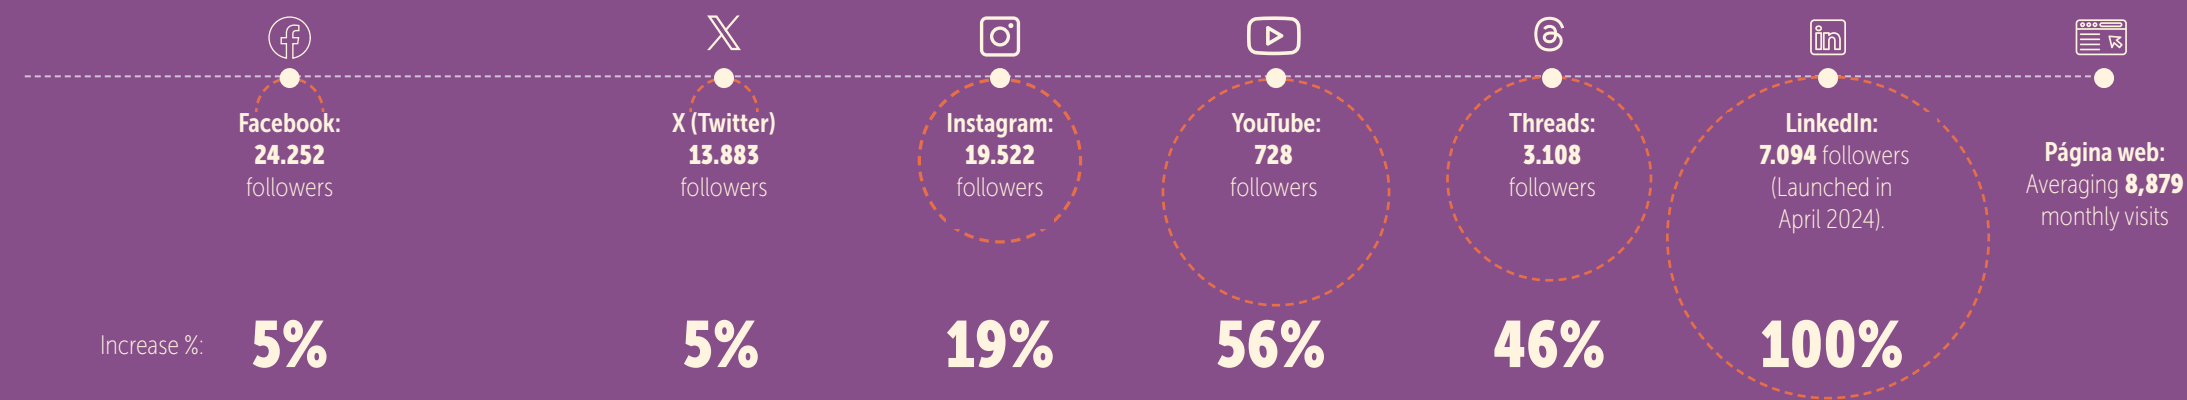 Facebook:
24.252
followers
X (Twitter)
13.883
followers
Instagram:
19.522
followers
YouTube:
728
followers
Threads:
3.108
followers
LinkedIn:
7.094 followers
(Launched in
April 2024).
Página web:
Averaging 8,879
monthly visits
Increase %:
5%
5%
19%
56%
46%
100%